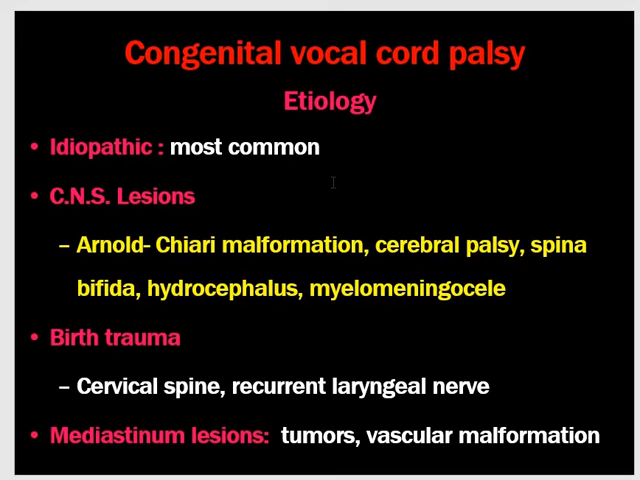 Congenital vocal cord palsy
Etiology
• Idiopathic : most common
• C.N.S. Lesions
– Arnold- Chiari malformation, cerebral palsy, spina
bifida, hydrocephalus, myelomeningocele
• Birth trauma
– Cervical spine, recurrent laryngeal nerve
• Mediastinum lesions: tumors, vascular malformation